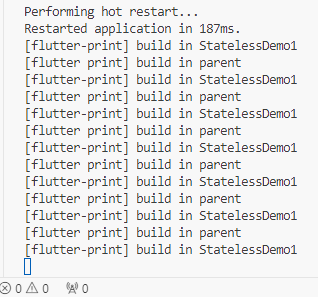 Performing hot restart...
Restarted application in 187ms.
[flutter-print] build in StatelessDemo1
[flutter print] build in parent
[flutter-print] build in StatelessDemo1
[flutter print] build in parent
[flutter-print] build in StatelessDemo1
[flutter print] build in parent
[flutter-print] build in StatelessDemo1
[flutter print] build in parent
[flutter-print] build in StatelessDemo1
[flutter print] build in parent
[flutter-print] build in StatelessDemo1
[flutter print] build in parent
[flutter-print] build in StatelessDemo1
0 0 0